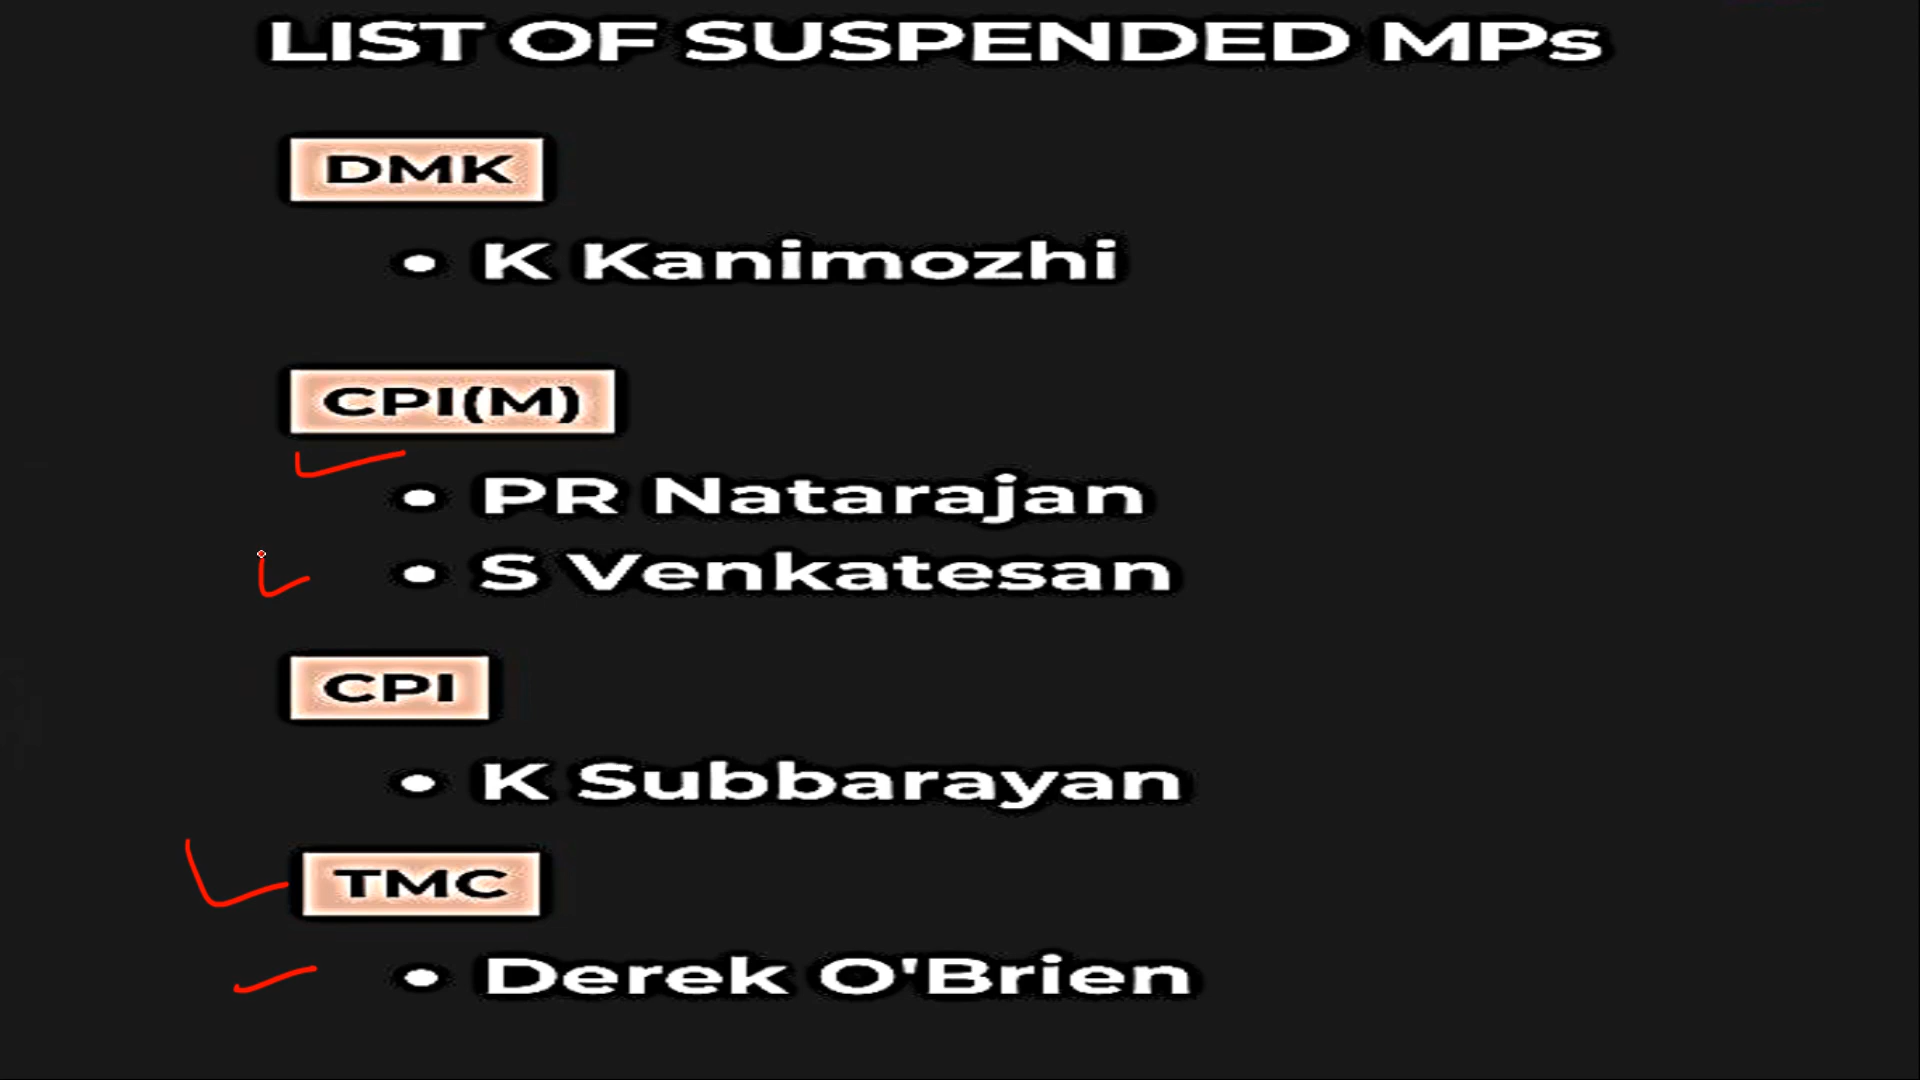 LIST OF SUSPENDED MPs
DMK
• K Kanimozhi
CPI(M)
• PR Natarajan
• S Venkatesan
CPI
• K Subbarayan
TMC
• Derek O'Brien